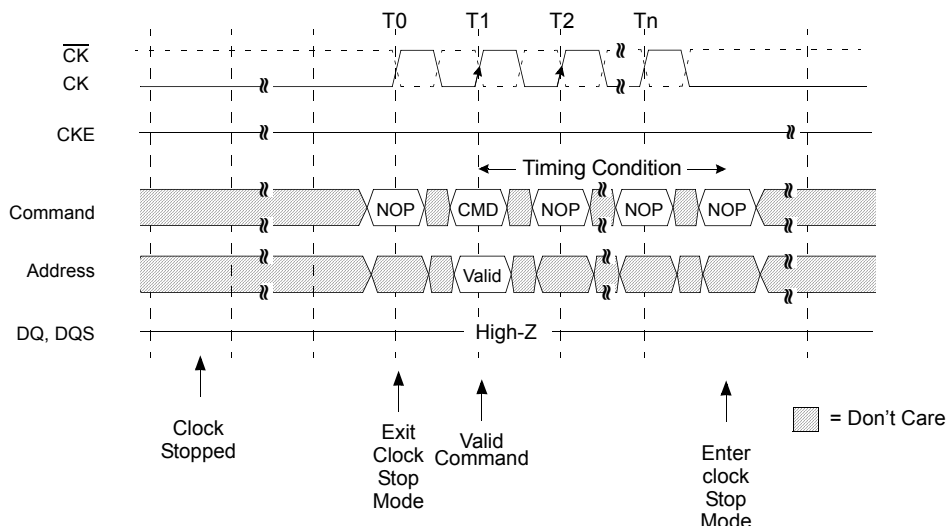 T0 T1 T2 Tn
CK
CK
CKE
Timing Condition
Command NOP CMD NOP NOP NOP
Address Valid
DQ, DQS High-Z
Clock
Stopped
Exit
Clock
Stop
Mode
Valid
Command
Enter
clock
Stop
Mode
= Don't Care